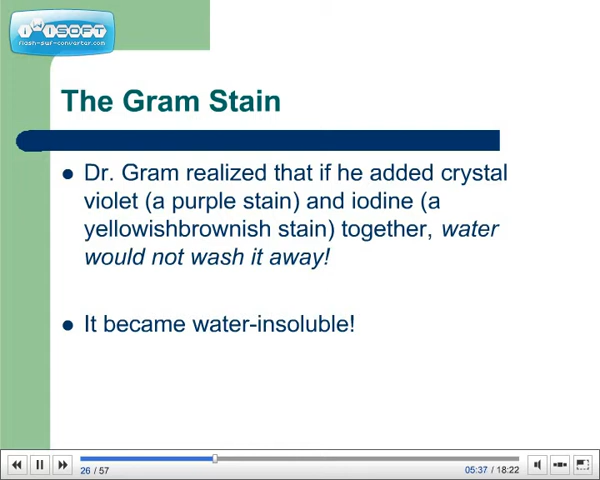 iWiSOFT
flash-swf-converter.com
The Gram Stain
● Dr. Gram realized that if he added crystal
violet (a purple stain) and iodine (a
yellowishbrownish stain) together, water
would not wash it away!
● It became water-insoluble!
26 / 57
05:37 / 18:22